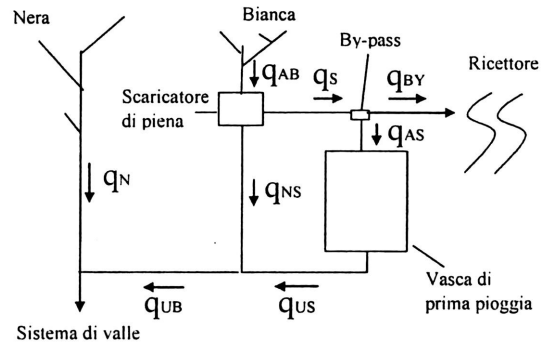 Nera
Bianca
By-pass
Ricettore
qAB
qS
qBY
Scaricatore
di piena
qAS
qN
qNS
qUB
qUS
Vasca di
prima pioggia
Sistema di valle